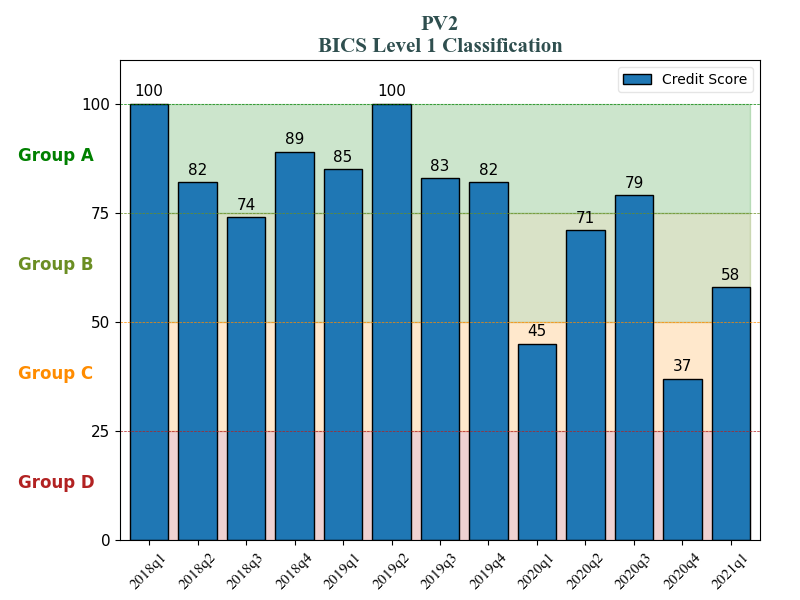 PV2
BICS Level 1 Classification
Credit Score
100
75
50
25
0
Group A
Group B
Group C
Group D
100
82
74
89
85
100
83
82
45
71
79
37
58
2018q1
2018q2
2018q3
2018q4
2019q1
2019q2
2019q3
2019q4
2020q1
2020q2
2020q3
2020q4
2021q1